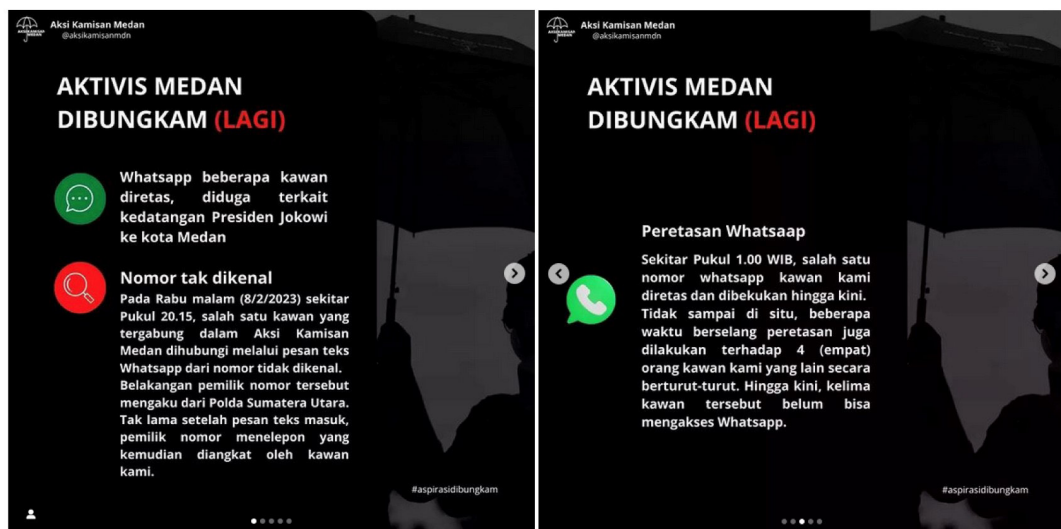 Aksi Kamisan Medan
@aksikamisanmdn
AKTIVIS MEDAN
DIBUNGKAM (LAGI)
Whatsapp beberapa kawan
diretas, diduga terkait
kedatangan Presiden Jokowi
ke kota Medan
Nomor tak dikenal
Pada Rabu malam (8/2/2023) sekitar
Pukul 20.15, salah satu kawan yang
tergabung dalam Aksi Kamisan
Medan dihubungi melalui pesan teks
Whatsapp dari nomor tidak dikenal.
Belakangan pemilik nomor tersebut
mengaku dari Polda Sumatera Utara.
Tak lama setelah pesan teks masuk,
pemilik nomor menelepon yang
kemudian diangkat oleh kawan
kami.
#aspirasidibungkam
Aksi Kamisan Medan
@aksikamisanmdn
AKTIVIS MEDAN
DIBUNGKAM (LAGI)
Peretasan Whatsaap
Sekitar Pukul 1.00 WIB, salah satu
nomor whatsapp kawan kami
diretas dan dibekukan hingga kini.
Tidak sampai di situ, beberapa
waktu berselang peretasan juga
dilakukan terhadap 4 (empat)
orang kawan kami yang lain secara
berturut-turut. Hingga kini, kelima
kawan tersebut belum bisa
mengakses Whatsapp.
#aspirasidibungkam